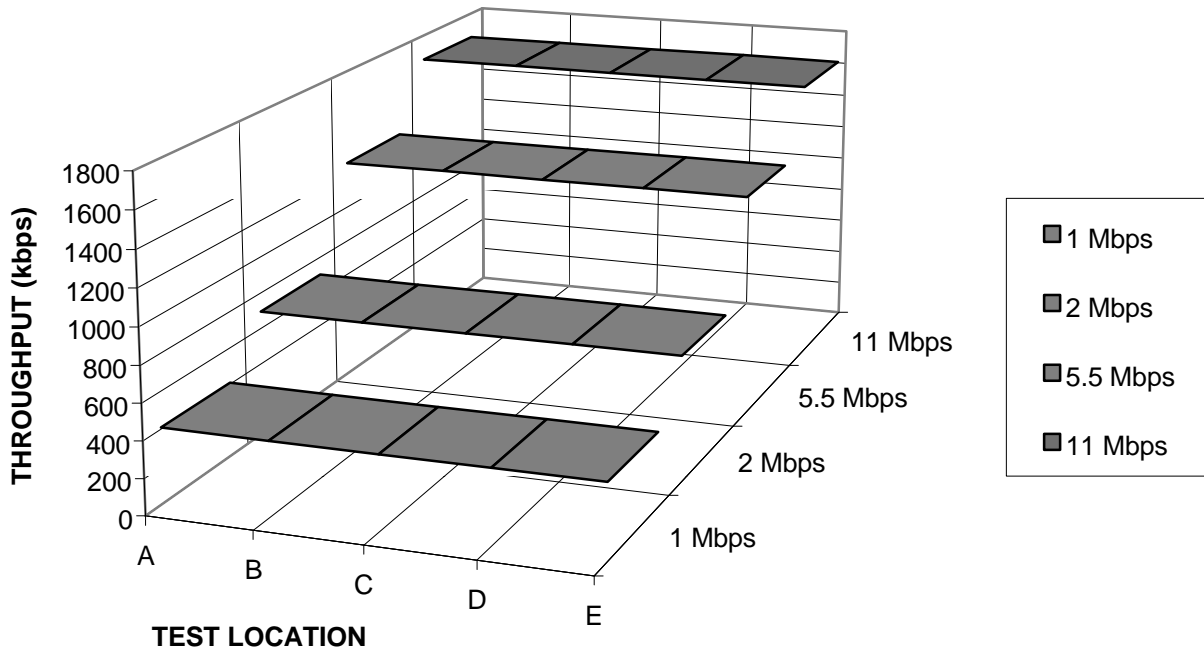 THROUGHPUT (kbps)
1800
1600
1400
1200
1000
800
600
400
200
0
A
B
C
D
E
TEST LOCATION
1 Mbps
2 Mbps
5.5 Mbps
11 Mbps
1 Mbps
2 Mbps
5.5 Mbps
11 Mbps